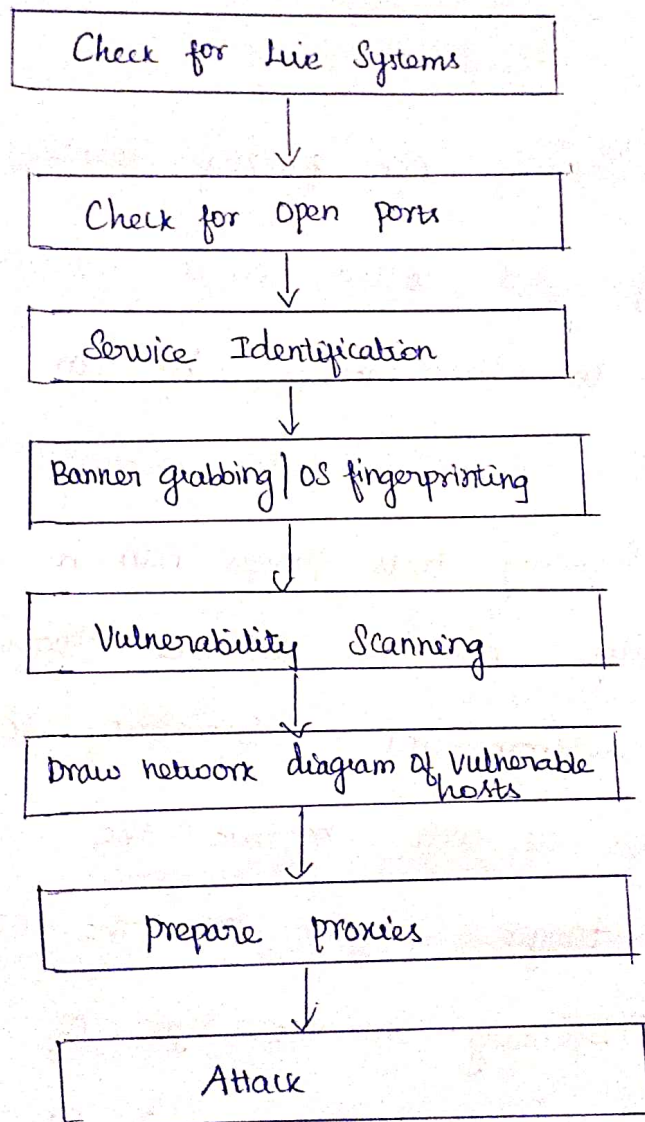 Check for Live Systems
Check for open ports
Service Identification
Banner grabbing | OS fingerprinting
Vulnerability Scanning
Draw network diagram of vulnerable
hosts
prepare proxies
Attack